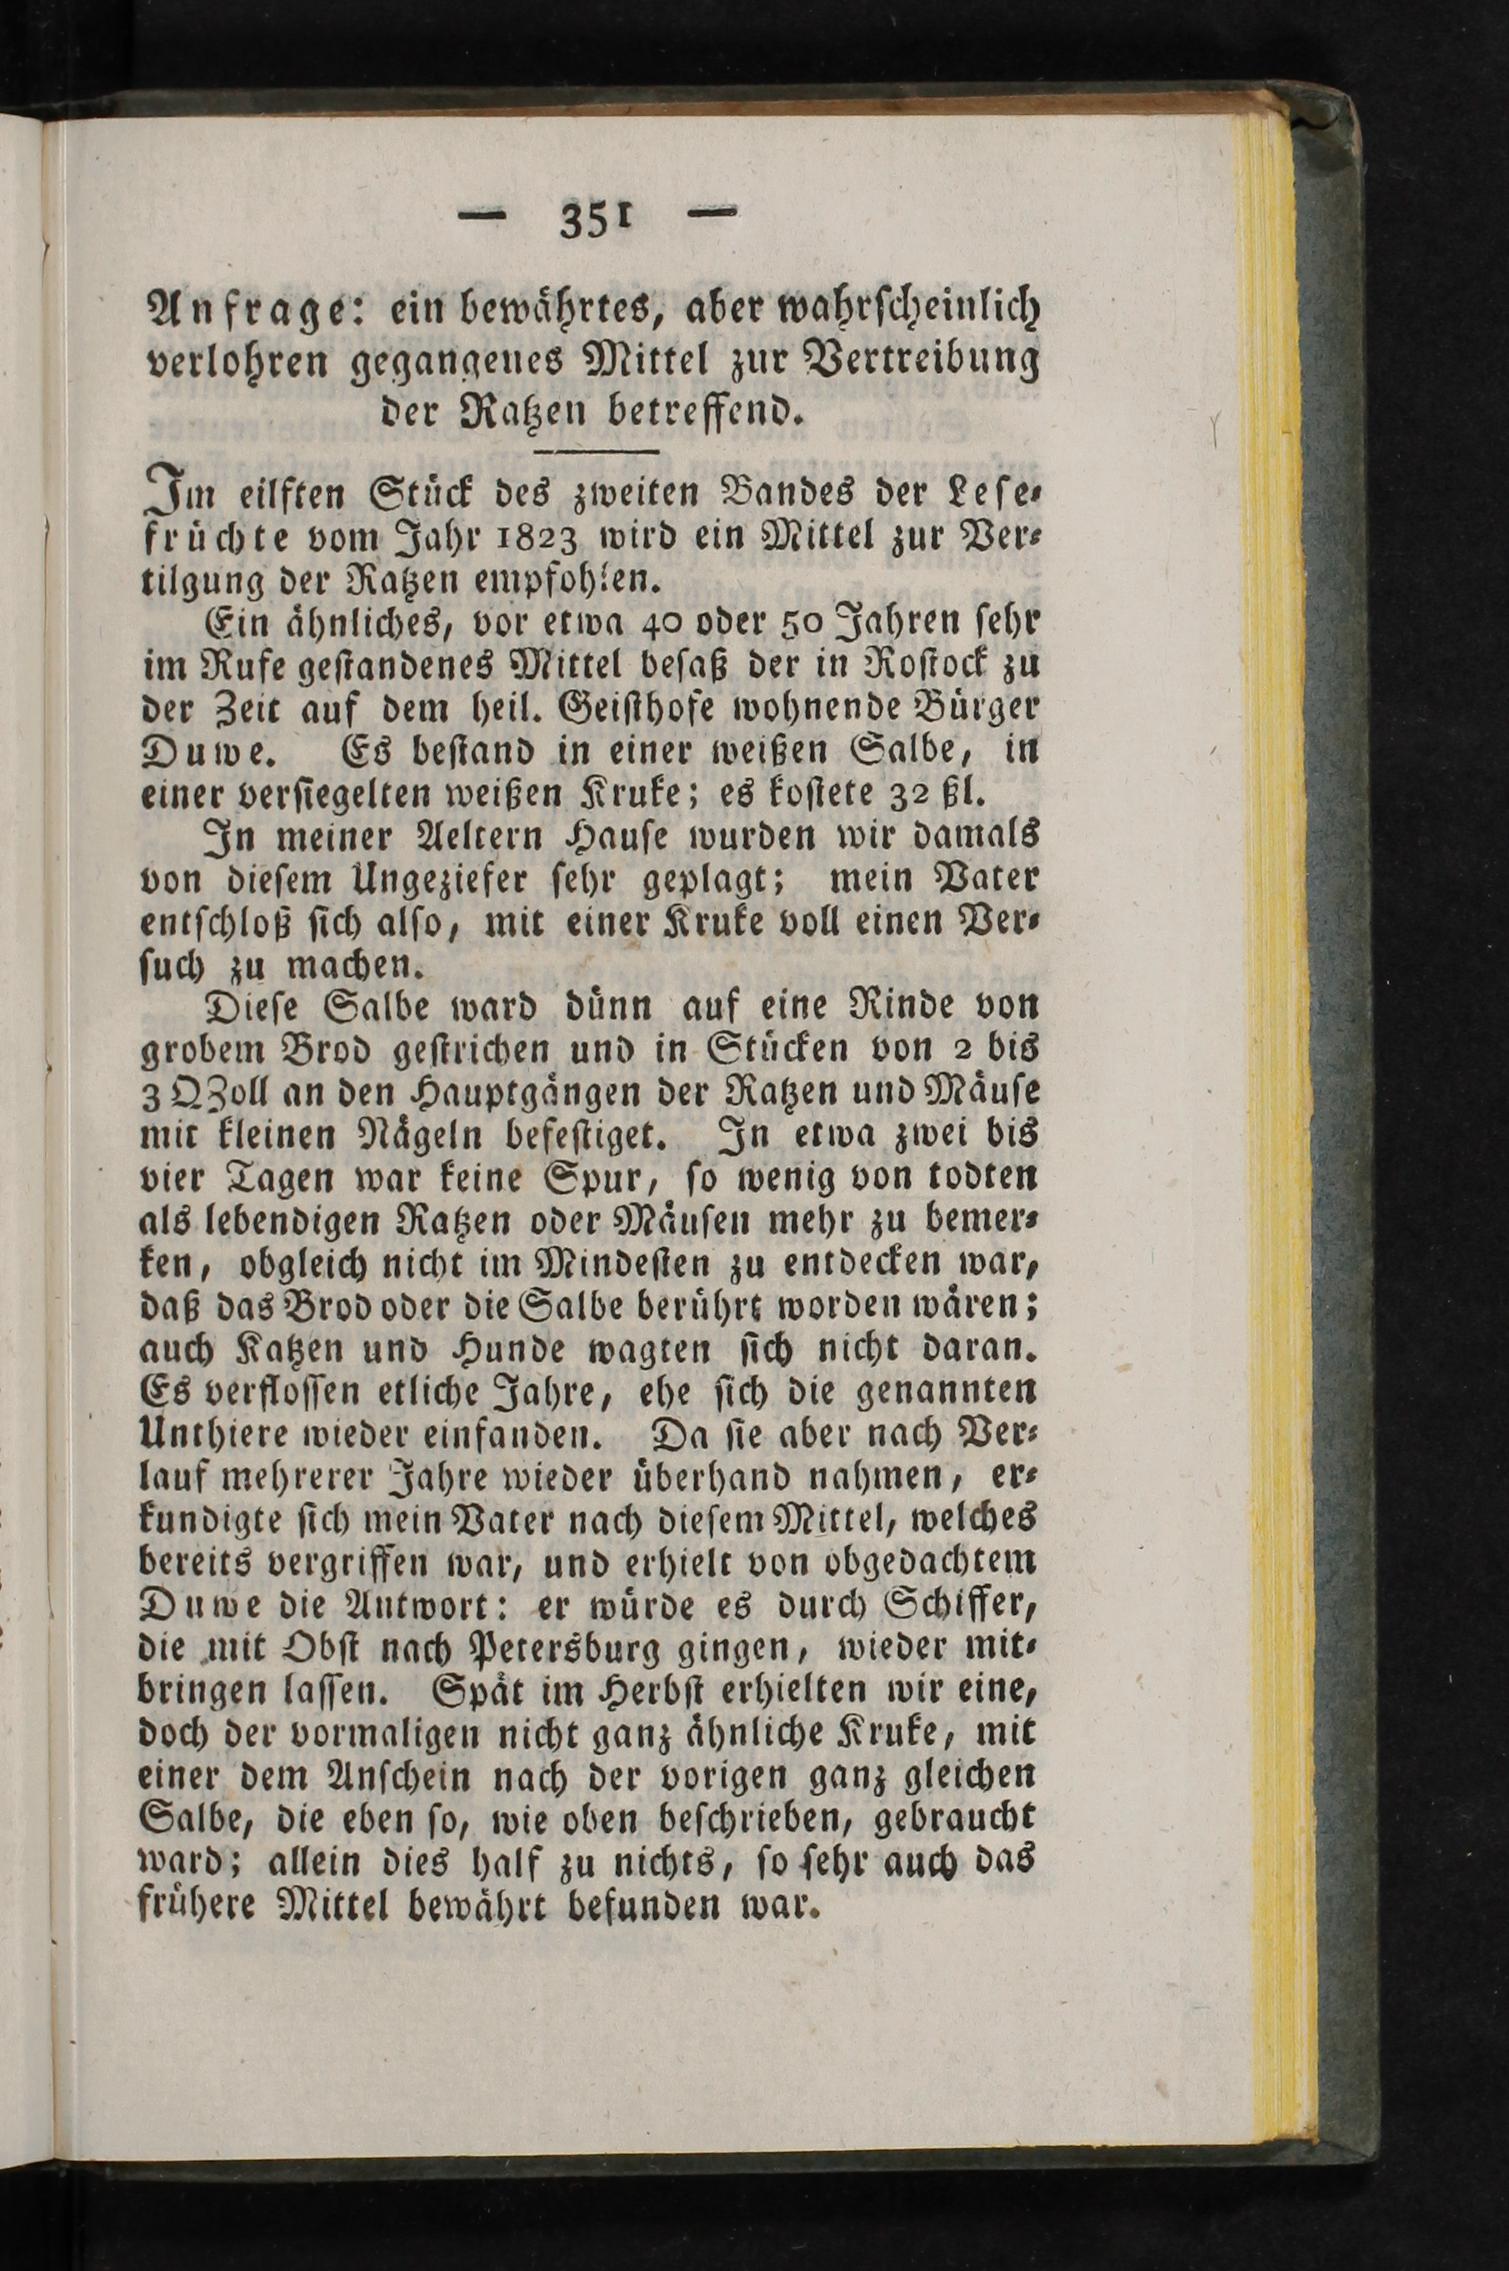 — 351 —
Anfrage: ein bewährtes, aber wahrscheinlich
verlohren gegangenes Mittel zur Vertreibung
der Ratzen betreffend.
Im eilften Stück des zweiten Bandes der Lese-
früchte vom Jahr 1823 wird ein Mittel zur Ver-
tilgung der Ratzen empfohlen.
Ein ähnliches, vor etwa 40 oder 50 Jahren sehr
im Rufe gestandenes Mittel besaß der in Rostock zu
der Zeit auf dem heil. Geisthofe wohnende Bürger
Duwe. Es bestand in einer weißen Salbe, in
einer versiegelten weißen Kruke; es kostete 32 ßl.
In meiner Aeltern Hause wurden wir damals
von diesem Ungeziefer sehr geplagt; mein Vater
entschloß sich also, mit einer Kruke voll einen Ver-
such zu machen.
Diese Salbe ward dünn auf eine Rinde von
grobem Brod gestrichen und in Stücken von 2 bis
3 QZoll an den Hauptgängen der Ratzen und Mäuse
mit kleinen Nägeln befestiget. In etwa zwei bis
vier Tagen war keine Spur, so wenig von todten
als lebendigen Ratzen oder Mäusen mehr zu bemer-
ken, obgleich nicht im Mindesten zu entdecken war,
daß das Brod oder die Salbe berührt worden wären;
auch Katzen und Hunde wagten sich nicht daran.
Es verflossen etliche Jahre, ehe sich die genannten
Unthiere wieder einfanden. Da sie aber nach Ver-
lauf mehrerer Jahre wieder überhand nahmen, er-
kundigte sich mein Vater nach diesem Mittel, welches
bereits vergriffen war, und erhielt von obgedachtem
Duwe die Antwort: er würde es durch Schiffer,
die mit Obst nach Petersburg gingen, wieder mit-
bringen lassen. Spät im Herbst erhielten wir eine,
doch der vormaligen nicht ganz ähnliche Kruke, mit
einer dem Anschein nach der vorigen ganz gleichen
Salbe, die eben so, wie oben beschrieben, gebraucht
ward; allein dies half zu nichts, so sehr auch das
frühere Mittel bewährt befunden war.